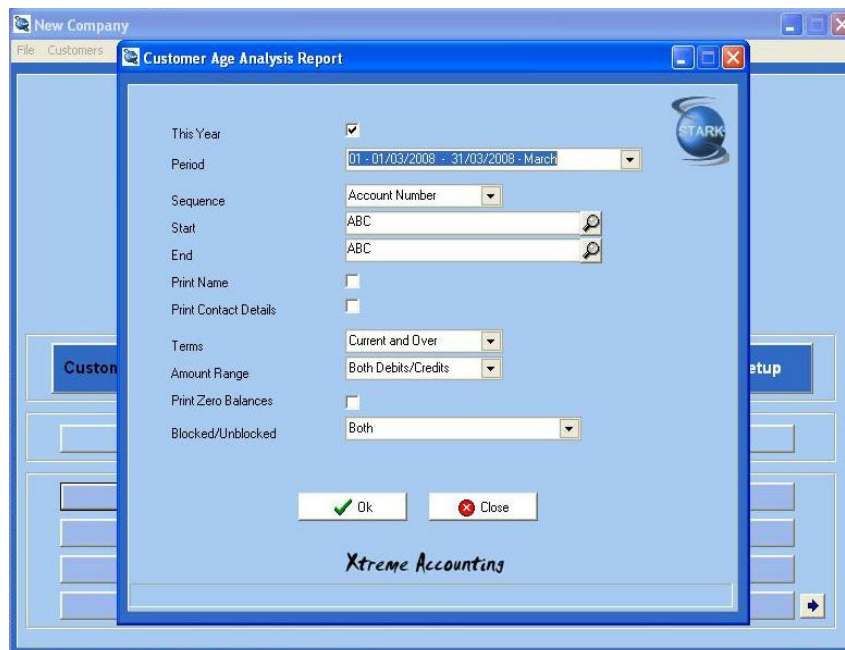 New Company
File Customers
Customer Age Analysis Report
STARK
This Year
Period 01 - 01/03/2008 - 31/03/2008 - March
Sequence Account Number
Start ABC
End ABC
Print Name
Print Contact Details
Terms Current and Over
Amount Range Both Debits/Credits
Print Zero Balances
Blocked/Unblocked Both
Custon
etup
Ok Close
Xtreme Accounting